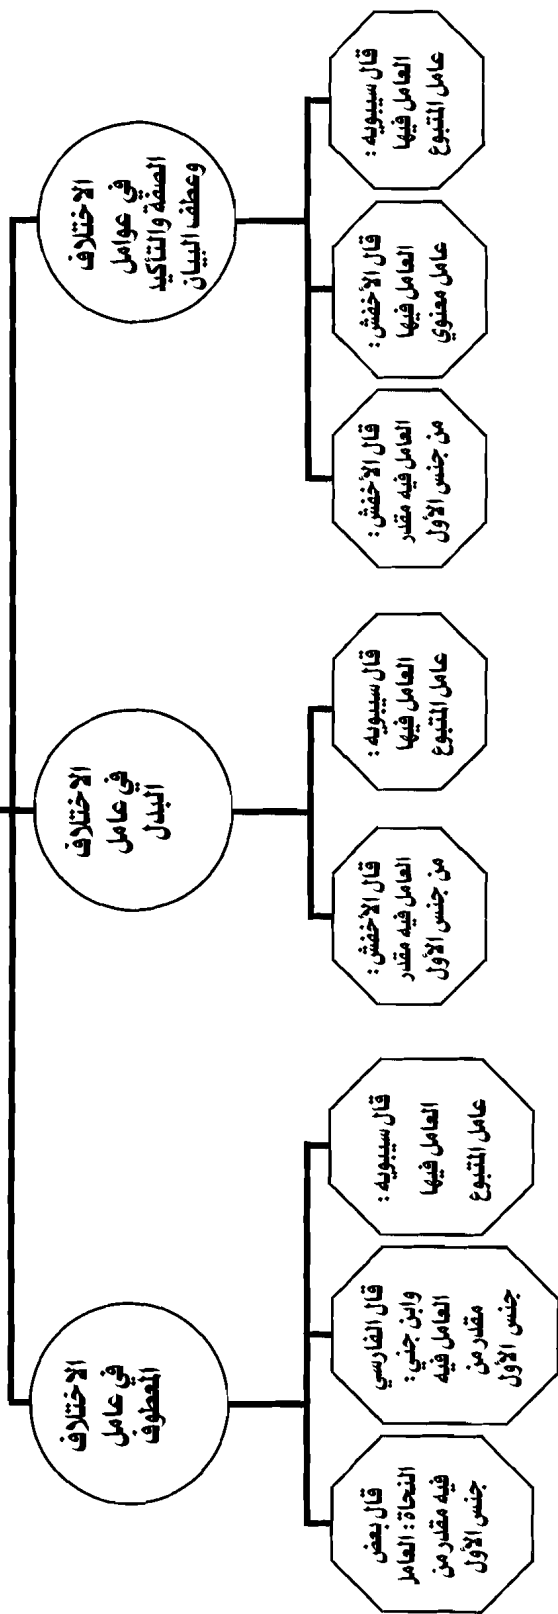 الاختلاف
في عوامل
الصفة والتأكيد
وعطف البيان
قال سيبويه :
العامل فيها
عامل المتبوع
قال الأخفش :
العامل فيها
عامل معنوي
قال الأخفش :
العامل فيه مقدر
من جنس الأول
الاختلاف
في عامل
البدل
قال سيبويه :
العامل فيها
عامل المتبوع
قال الأخفش :
العامل فيه مقدر
من جنس الأول
الاختلاف
في عامل
المعطوف
قال سيبويه :
العامل فيها
عامل المتبوع
قال الفارسي
وابن جني :
العامل فيه
مقدر من
جنس الأول
قال بعض
النحاة : العامل
فيه مقدر من
جنس الأول